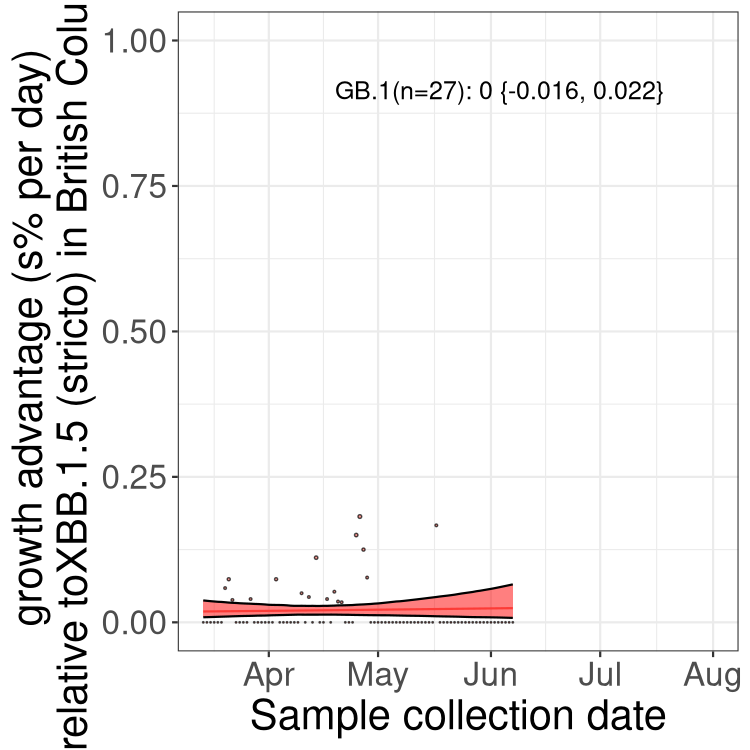 growth advantage (s% per day)
relative toXBB.1.5 (stricto) in British Colu
1.00
0.75
0.50
0.25
0.00
GB.1(n=27): 0 {-0.016, 0.022}
Apr May Jun Jul Aug
Sample collection date